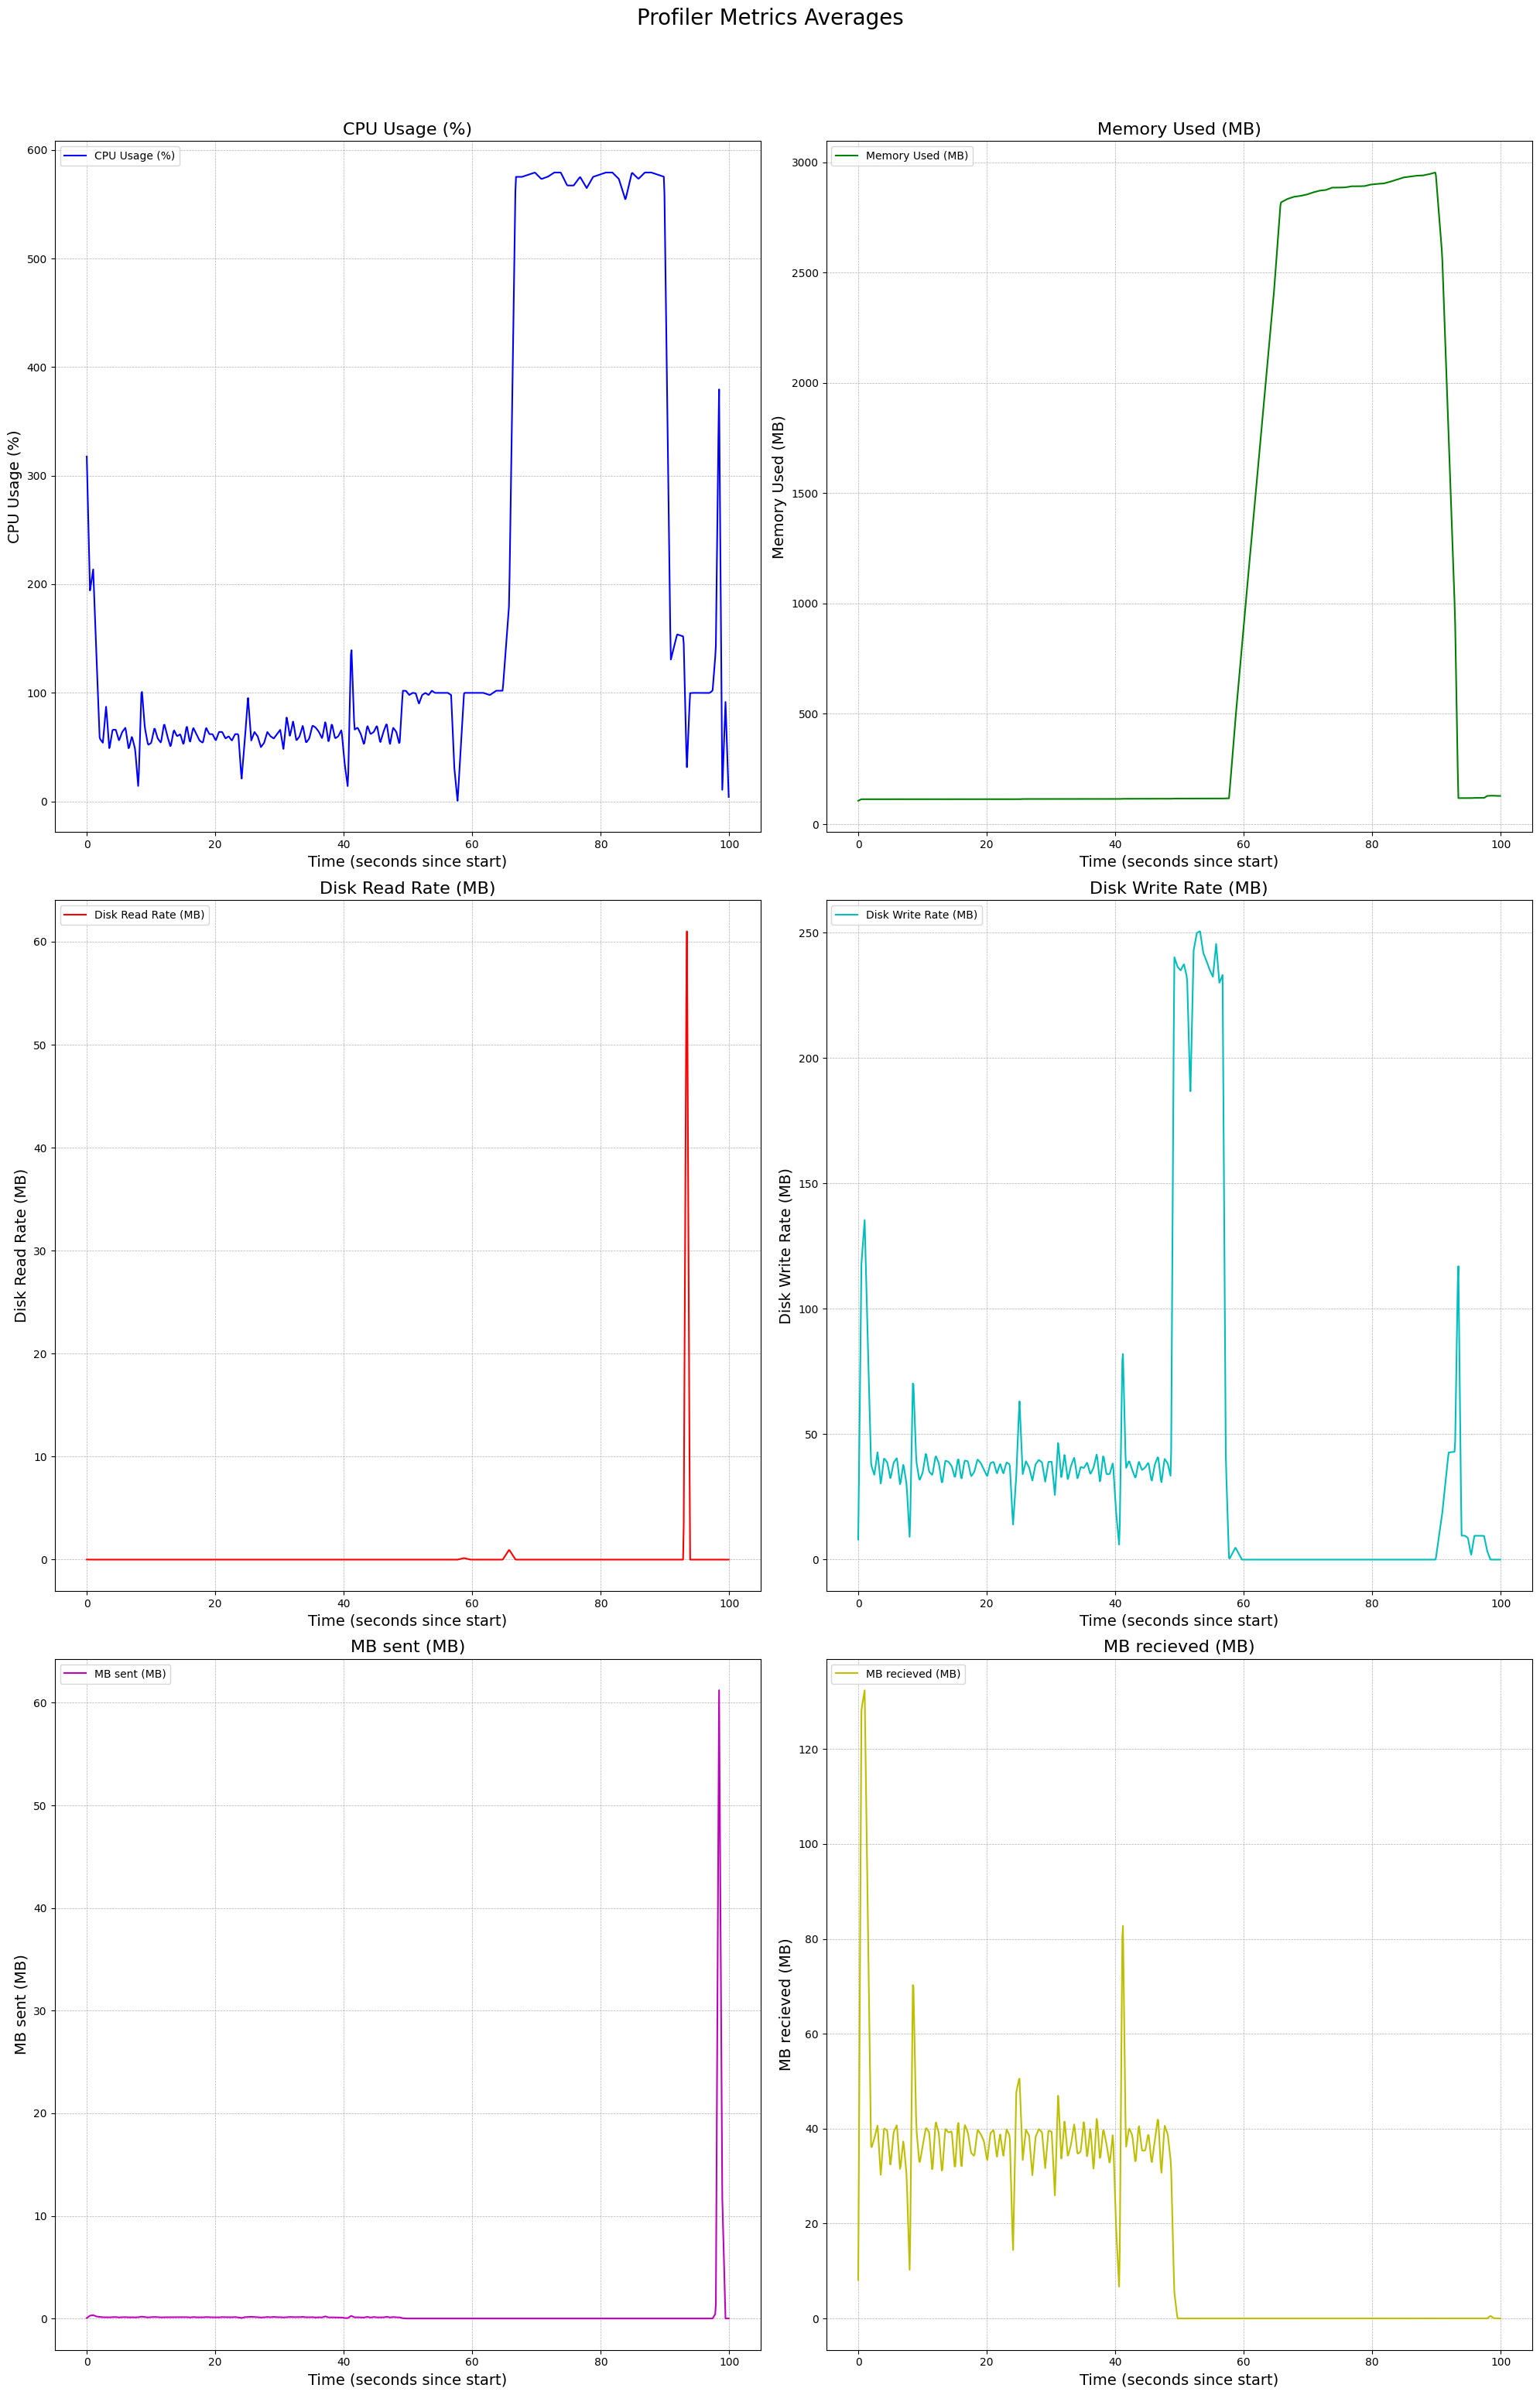 Profiler Metrics Averages
CPU Usage (%)
CPU Usage (%)
CPU Usage (%)
600
500
400
300
200
100
0
0 20 40 60 80 100
Time (seconds since start)
Memory Used (MB)
Memory Used (MB)
Memory Used (MB)
3000
2500
2000
1500
1000
500
0
0 20 40 60 80 100
Time (seconds since start)
Disk Read Rate (MB)
Disk Read Rate (MB)
Disk Read Rate (MB)
60
50
40
30
20
10
0
0 20 40 60 80 100
Time (seconds since start)
Disk Write Rate (MB)
Disk Write Rate (MB)
Disk Write Rate (MB)
250
200
150
100
50
0
0 20 40 60 80 100
Time (seconds since start)
MB sent (MB)
MB sent (MB)
MB sent (MB)
60
50
40
30
20
10
0
0 20 40 60 80 100
Time (seconds since start)
MB recieved (MB)
MB recieved (MB)
MB recieved (MB)
120
100
80
60
40
20
0
0 20 40 60 80 100
Time (seconds since start)